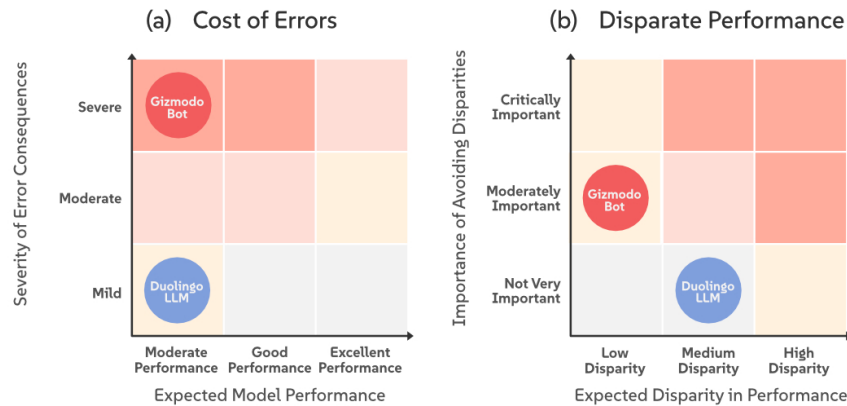 (a) Cost of Errors
Severity of Error Consequences
Severe
Moderate
Mild
Gizmodo
Bot
Duolingo
LLM
Moderate
Performance
Good
Performance
Excellent
Performance
Expected Model Performance
(b) Disparate Performance
Importance of Avoiding Disparities
Critically
Important
Moderately
Important
Not Very
Important
Gizmodo
Bot
Duolingo
LLM
Low
Disparity
Medium
Disparity
High
Disparity
Expected Disparity in Performance